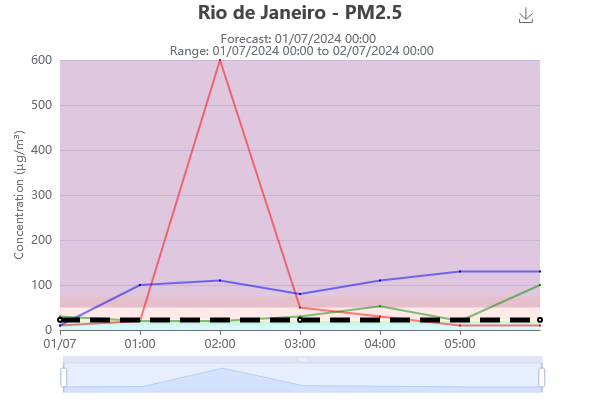 Rio de Janeiro - PM2.5
Forecast: 01/07/2024 00:00
Range: 01/07/2024 00:00 to 02/07/2024 00:00
Concentration (µg/m³)
600
500
400
300
200
100
0
01/07 01:00 02:00 03:00 04:00 05:00